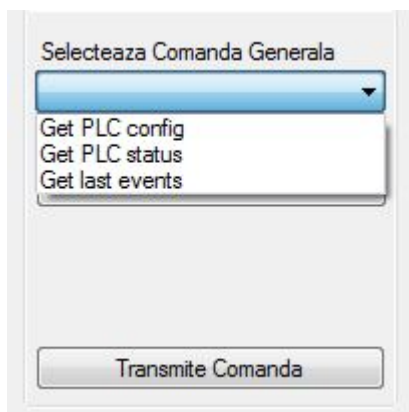 Selecteaza Comanda Generala
Get PLC config
Get PLC status
Get last events
Transmite Comanda